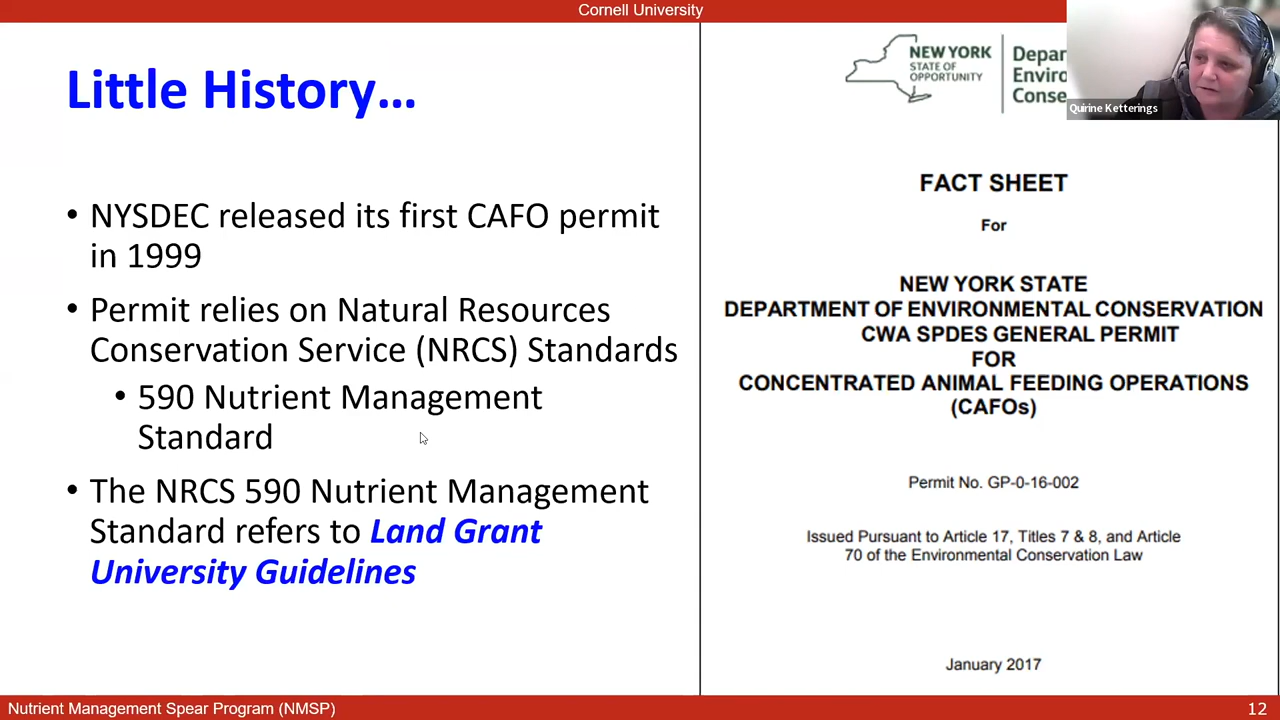 Cornell University
Little History…
• NYSDEC released its first CAFO permit
in 1999
• Permit relies on Natural Resources
Conservation Service (NRCS) Standards
• 590 Nutrient Management
Standard
• The NRCS 590 Nutrient Management
Standard refers to Land Grant
University Guidelines
NEW YORK
STATE OF
OPPORTUNITY
Depar
Enviro
Conse
Quirine Ketterings
FACT SHEET
For
NEW YORK STATE
DEPARTMENT OF ENVIRONMENTAL CONSERVATION
CWA SPDES GENERAL PERMIT
FOR
CONCENTRATED ANIMAL FEEDING OPERATIONS
(CAFOs)
Permit No. GP-0-16-002
Issued Pursuant to Article 17, Titles 7 & 8, and Article
70 of the Environmental Conservation Law
January 2017
Nutrient Management Spear Program (NMSP)
12